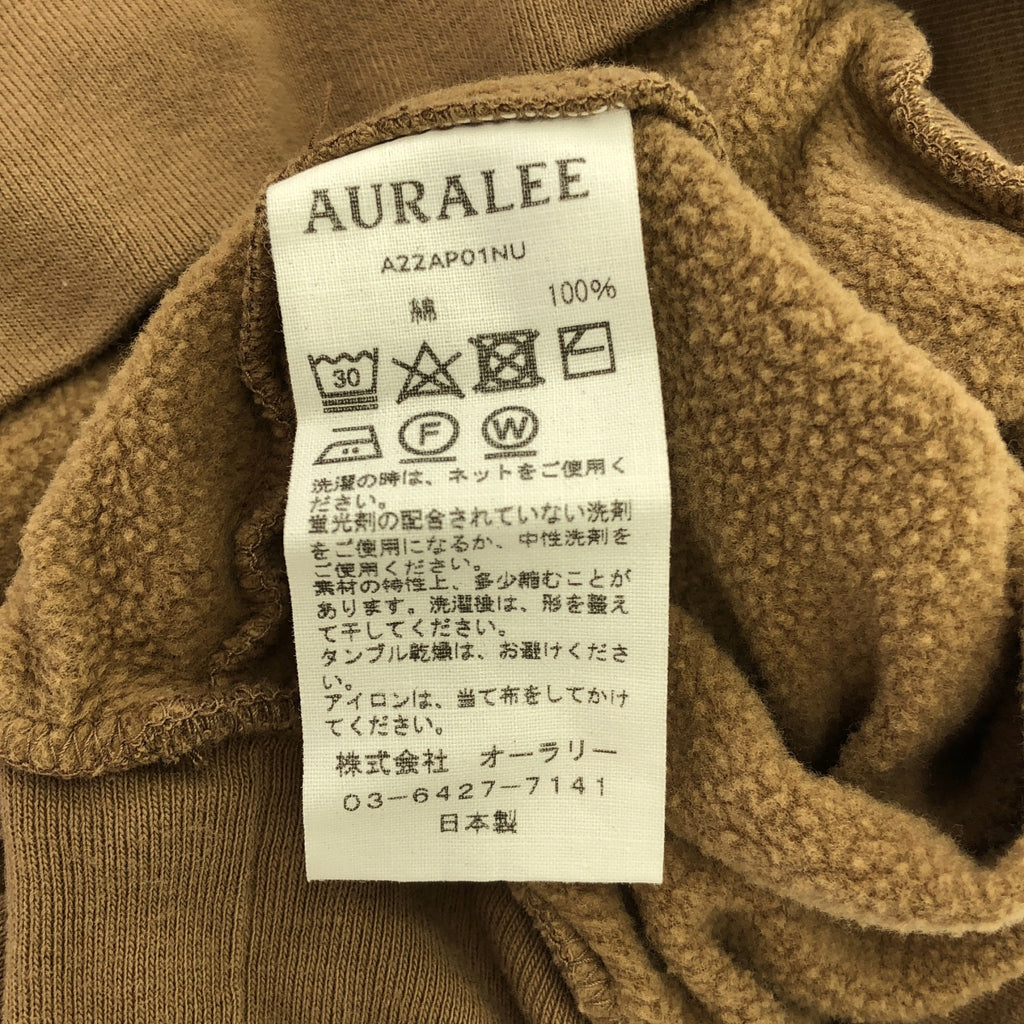 AURALEE
A22AP01NU
綿 100%
30
F W
洗濯の時は、ネットをご使用く
ださい。
蛍光剤の配合されていない洗剤
をご使用になるか、中性洗剤を
ご使用ください。
素材の特性上、多少縮むことが
あります。洗濯後は、形を整え
て干してください。
タンブル乾燥は、お避けくださ
い。
アイロンは、当て布をしてかけ
てください。
株式会社 オーラリー
03-6427-7141
日本製